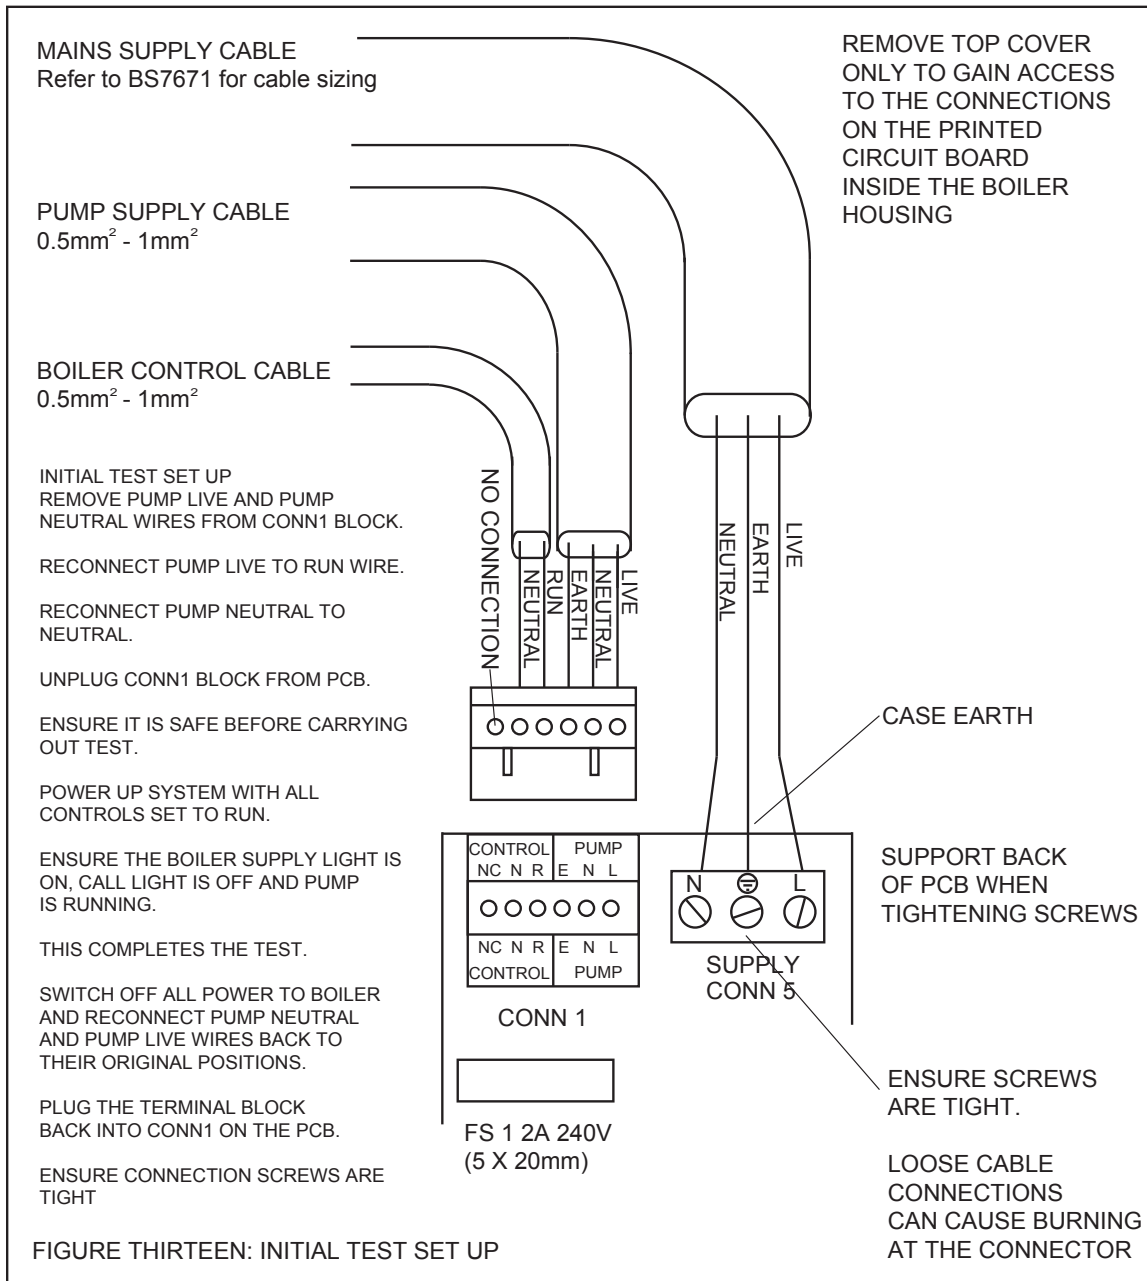 MAINS SUPPLY CABLE
Refer to BS7671 for cable sizing
REMOVE TOP COVER
ONLY TO GAIN ACCESS
TO THE CONNECTIONS
ON THE PRINTED
CIRCUIT BOARD
INSIDE THE BOILER
HOUSING
PUMP SUPPLY CABLE
0.5mm² - 1mm²
BOILER CONTROL CABLE
0.5mm² - 1mm²
INITIAL TEST SET UP
REMOVE PUMP LIVE AND PUMP
NEUTRAL WIRES FROM CONN1 BLOCK.
RECONNECT PUMP LIVE TO RUN WIRE.
RECONNECT PUMP NEUTRAL TO
NEUTRAL.
UNPLUG CONN1 BLOCK FROM PCB.
ENSURE IT IS SAFE BEFORE CARRYING
OUT TEST.
POWER UP SYSTEM WITH ALL
CONTROLS SET TO RUN.
ENSURE THE BOILER SUPPLY LIGHT IS
ON, CALL LIGHT IS OFF AND PUMP
IS RUNNING.
THIS COMPLETES THE TEST.
SWITCH OFF ALL POWER TO BOILER
AND RECONNECT PUMP NEUTRAL
AND PUMP LIVE WIRES BACK TO
THEIR ORIGINAL POSITIONS.
PLUG THE TERMINAL BLOCK
BACK INTO CONN1 ON THE PCB.
ENSURE CONNECTION SCREWS ARE
TIGHT
NO CONNECTION
NEUTRAL
RUN
EARTH
NEUTRAL
LIVE
NEUTRAL
EARTH
LIVE
CASE EARTH
CONTROL PUMP
NC N R E N L
NC N R E N L
CONTROL PUMP
CONN 1
N L
SUPPLY
CONN 5
SUPPORT BACK
OF PCB WHEN
TIGHTENING SCREWS
FS 1 2A 240V
(5 X 20mm)
ENSURE SCREWS
ARE TIGHT.
LOOSE CABLE
CONNECTIONS
CAN CAUSE BURNING
AT THE CONNECTOR
FIGURE THIRTEEN: INITIAL TEST SET UP